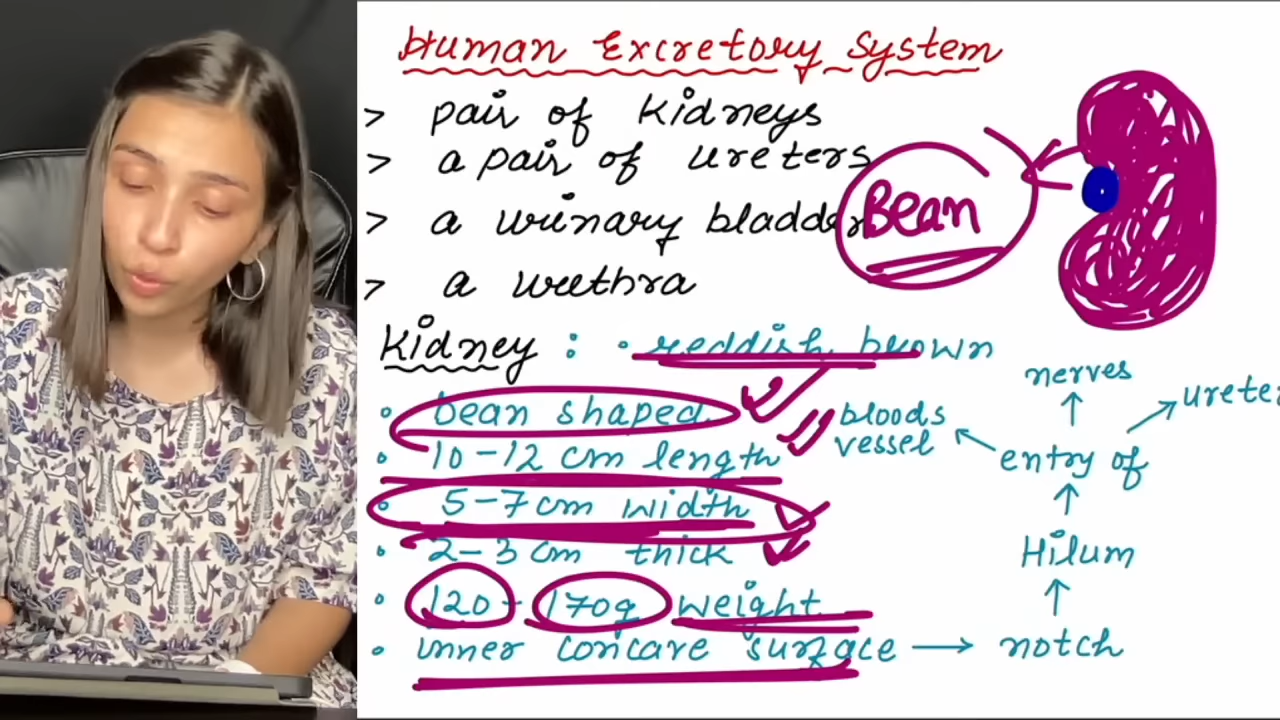 Human Excretory System
> pair of kidneys
> a pair of ureters
> a urinary bladder
> a urethra
Bean
Kidney : • reddish brown
• bean shaped
• 10-12 cm length
• 5-7cm width
• 2-3 cm thick
• 120-170g weight
• inner concave surface → notch
↑
Hilum
↑
entry of
bloods vessel
nerves
ureter